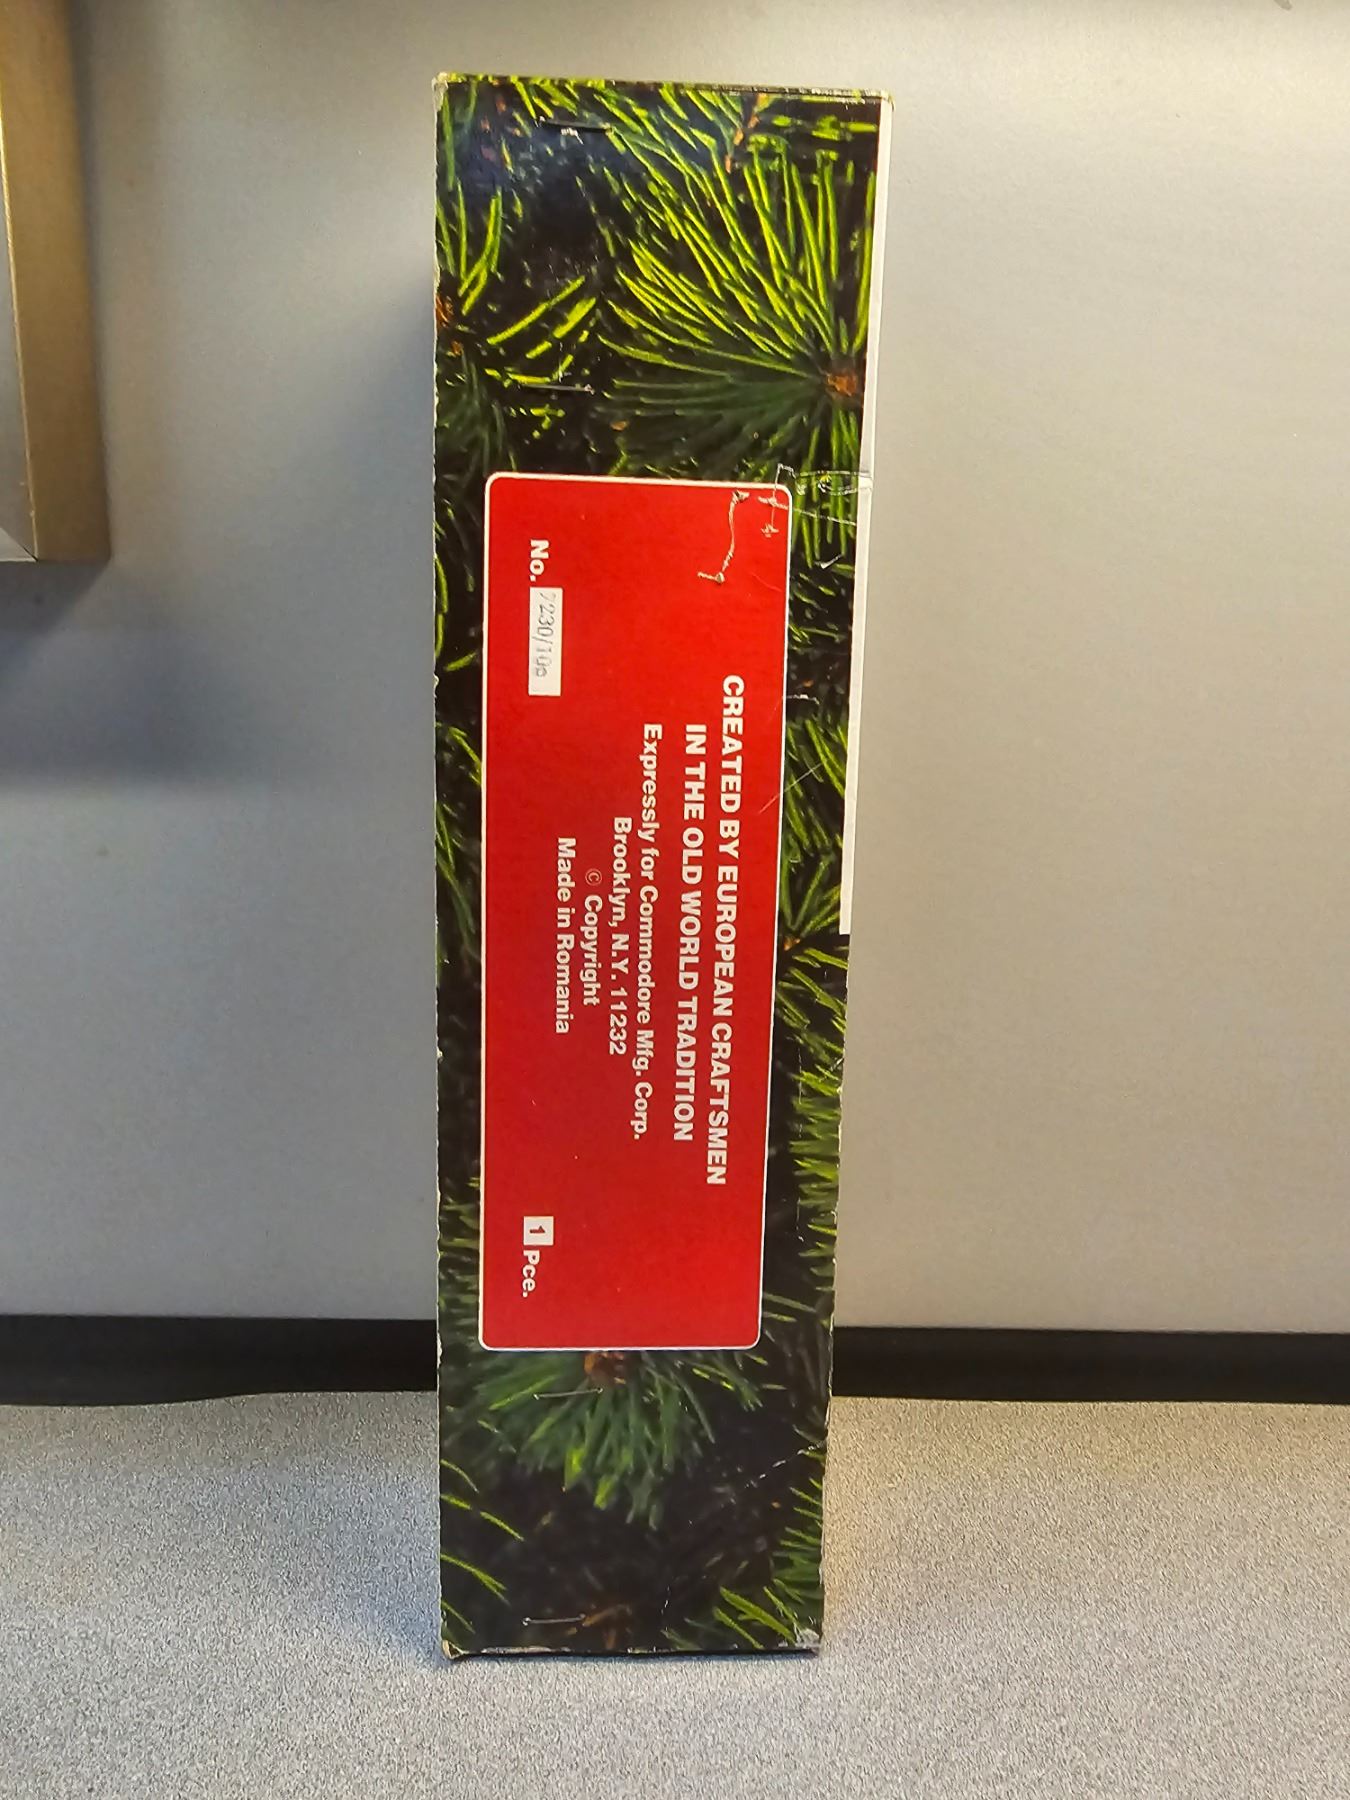 CREATED BY EUROPEAN CRAFTSMEN
IN THE OLD WORLD TRADITION
Expressly for Commodore Mfg. Corp.
Brooklyn, N.Y. 11232
© Copyright
Made in Romania
No. 7230/10p
1 Pce.